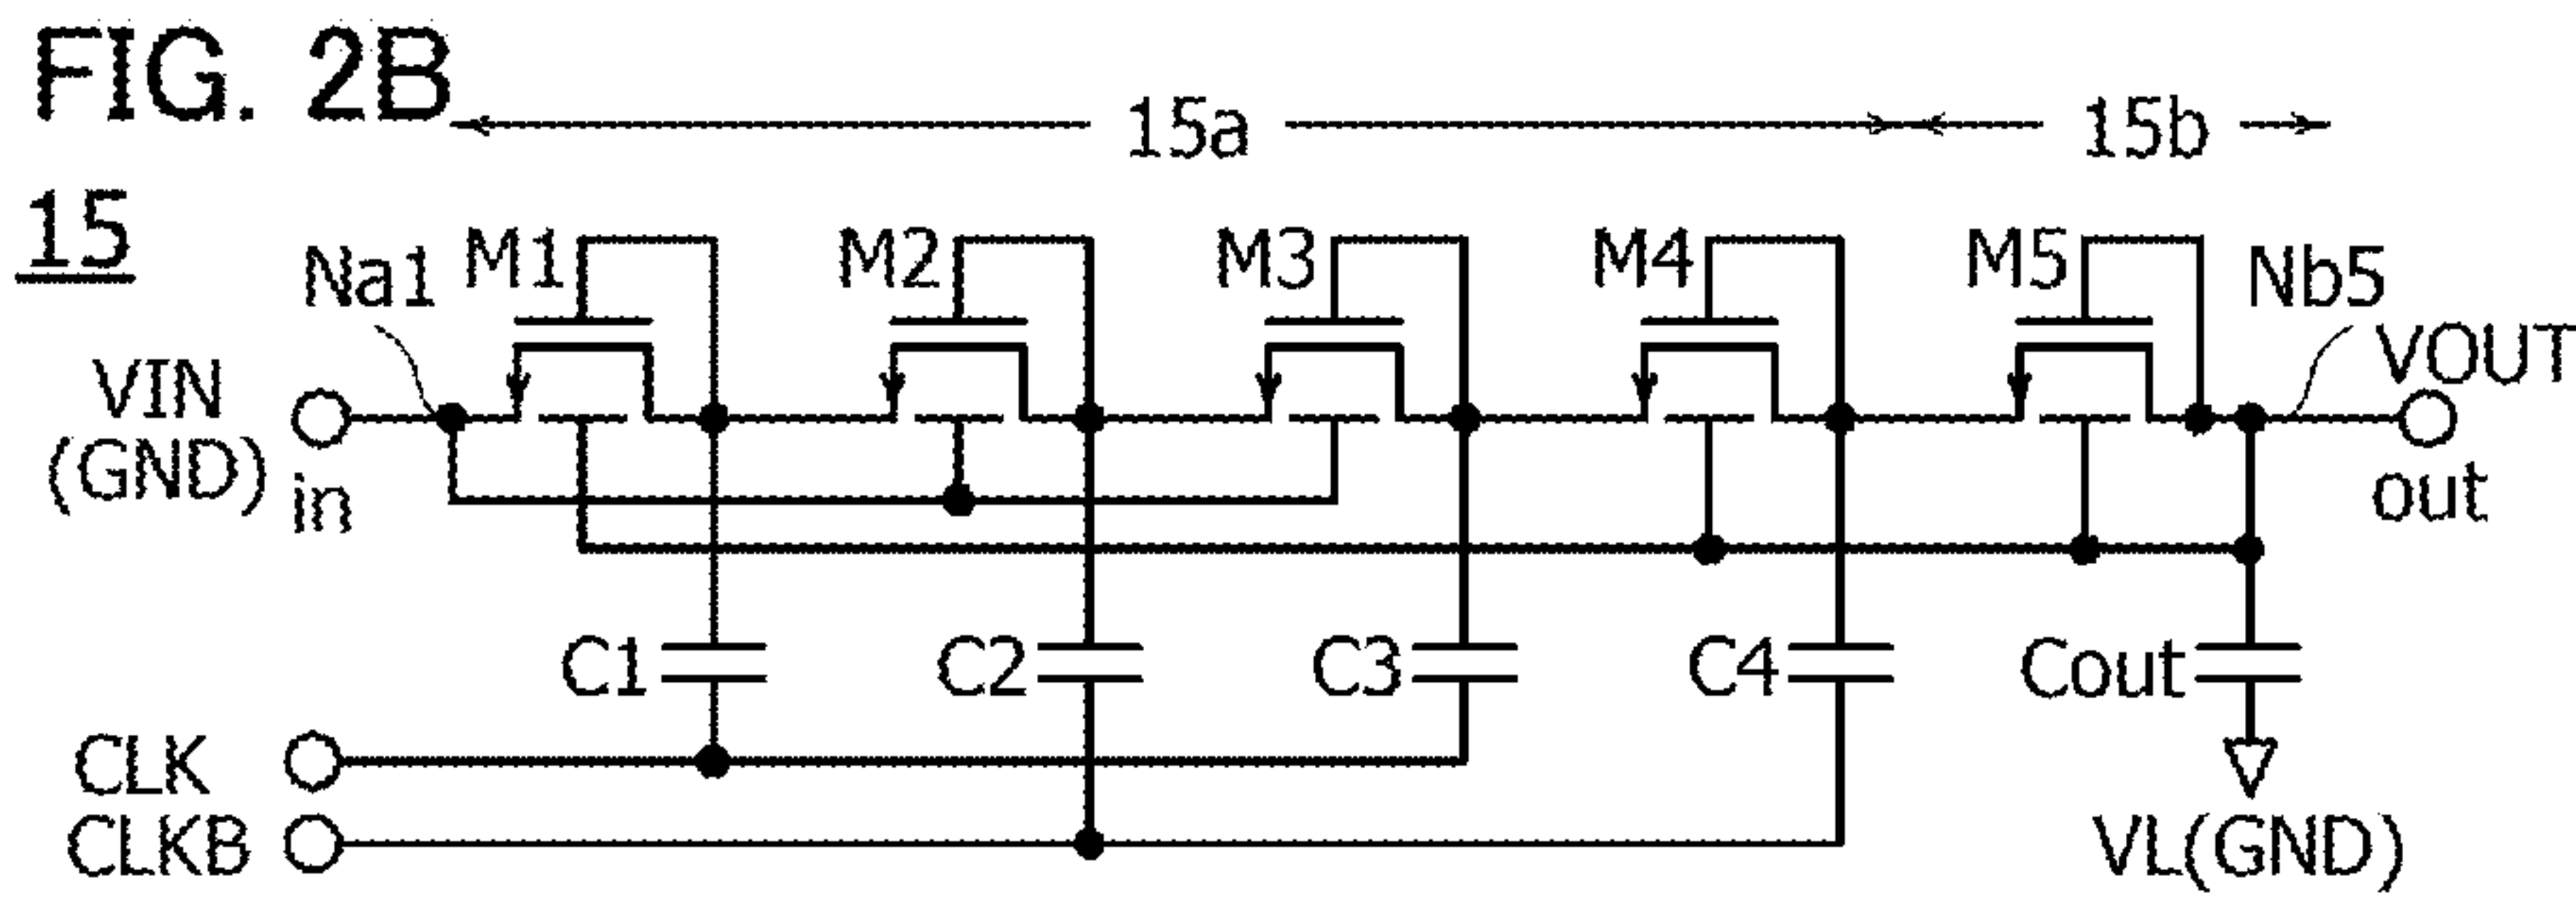 FIG. 2B
15a 15b
15
Na1 M1 M2 M3 M4 M5 Nb5
VIN VOUT
(GND) in out
C1 C2 C3 C4 Cout
CLK
CLKB VL(GND)